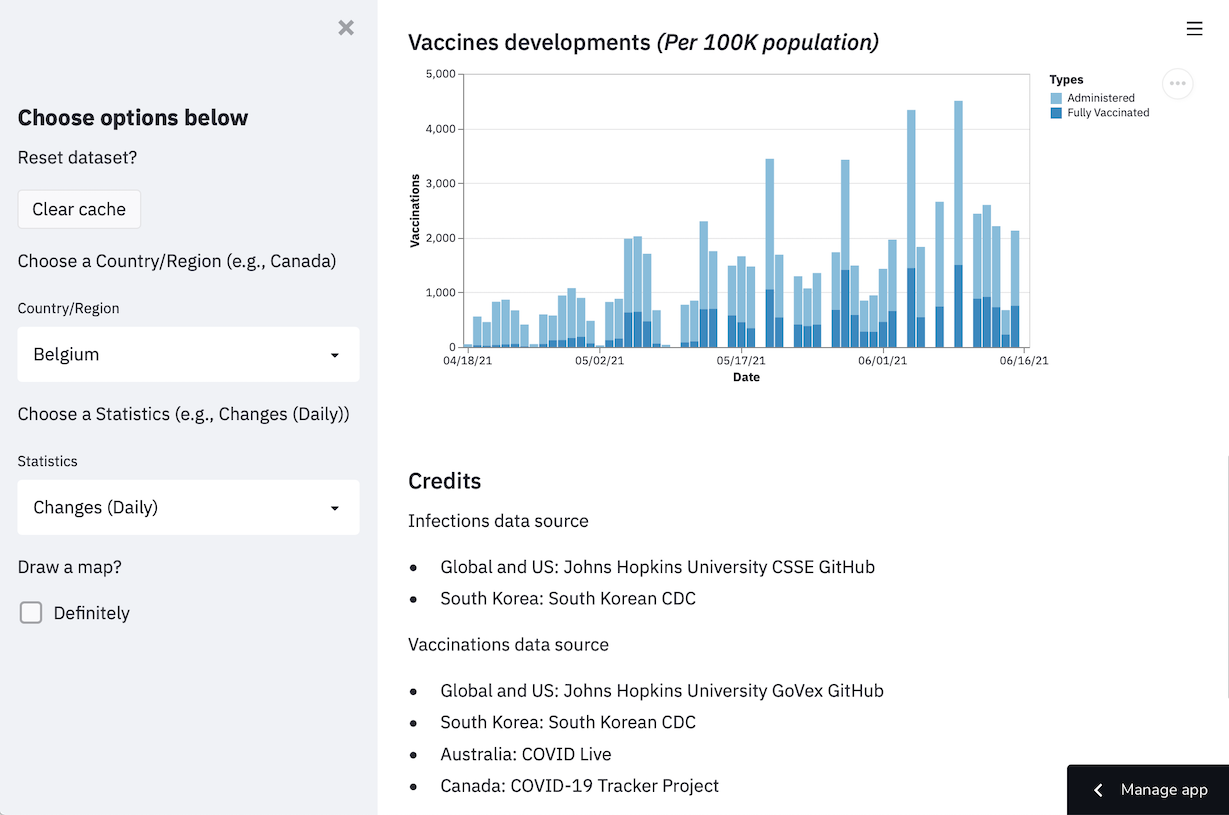 Choose options below
Reset dataset?
Clear cache
Choose a Country/Region (e.g., Canada)
Country/Region
Belgium
Choose a Statistics (e.g., Changes (Daily))
Statistics
Changes (Daily)
Draw a map?
Definitely
Vaccines developments (Per 100K population)
5,000
4,000
3,000
2,000
1,000
0
Vaccinations
04/18/21 05/02/21 05/17/21 06/01/21 06/16/21
Date
Types
Administered
Fully Vaccinated
Credits
Infections data source
• Global and US: Johns Hopkins University CSSE GitHub
• South Korea: South Korean CDC
Vaccinations data source
• Global and US: Johns Hopkins University GoVex GitHub
• South Korea: South Korean CDC
• Australia: COVID Live
• Canada: COVID-19 Tracker Project
Manage app